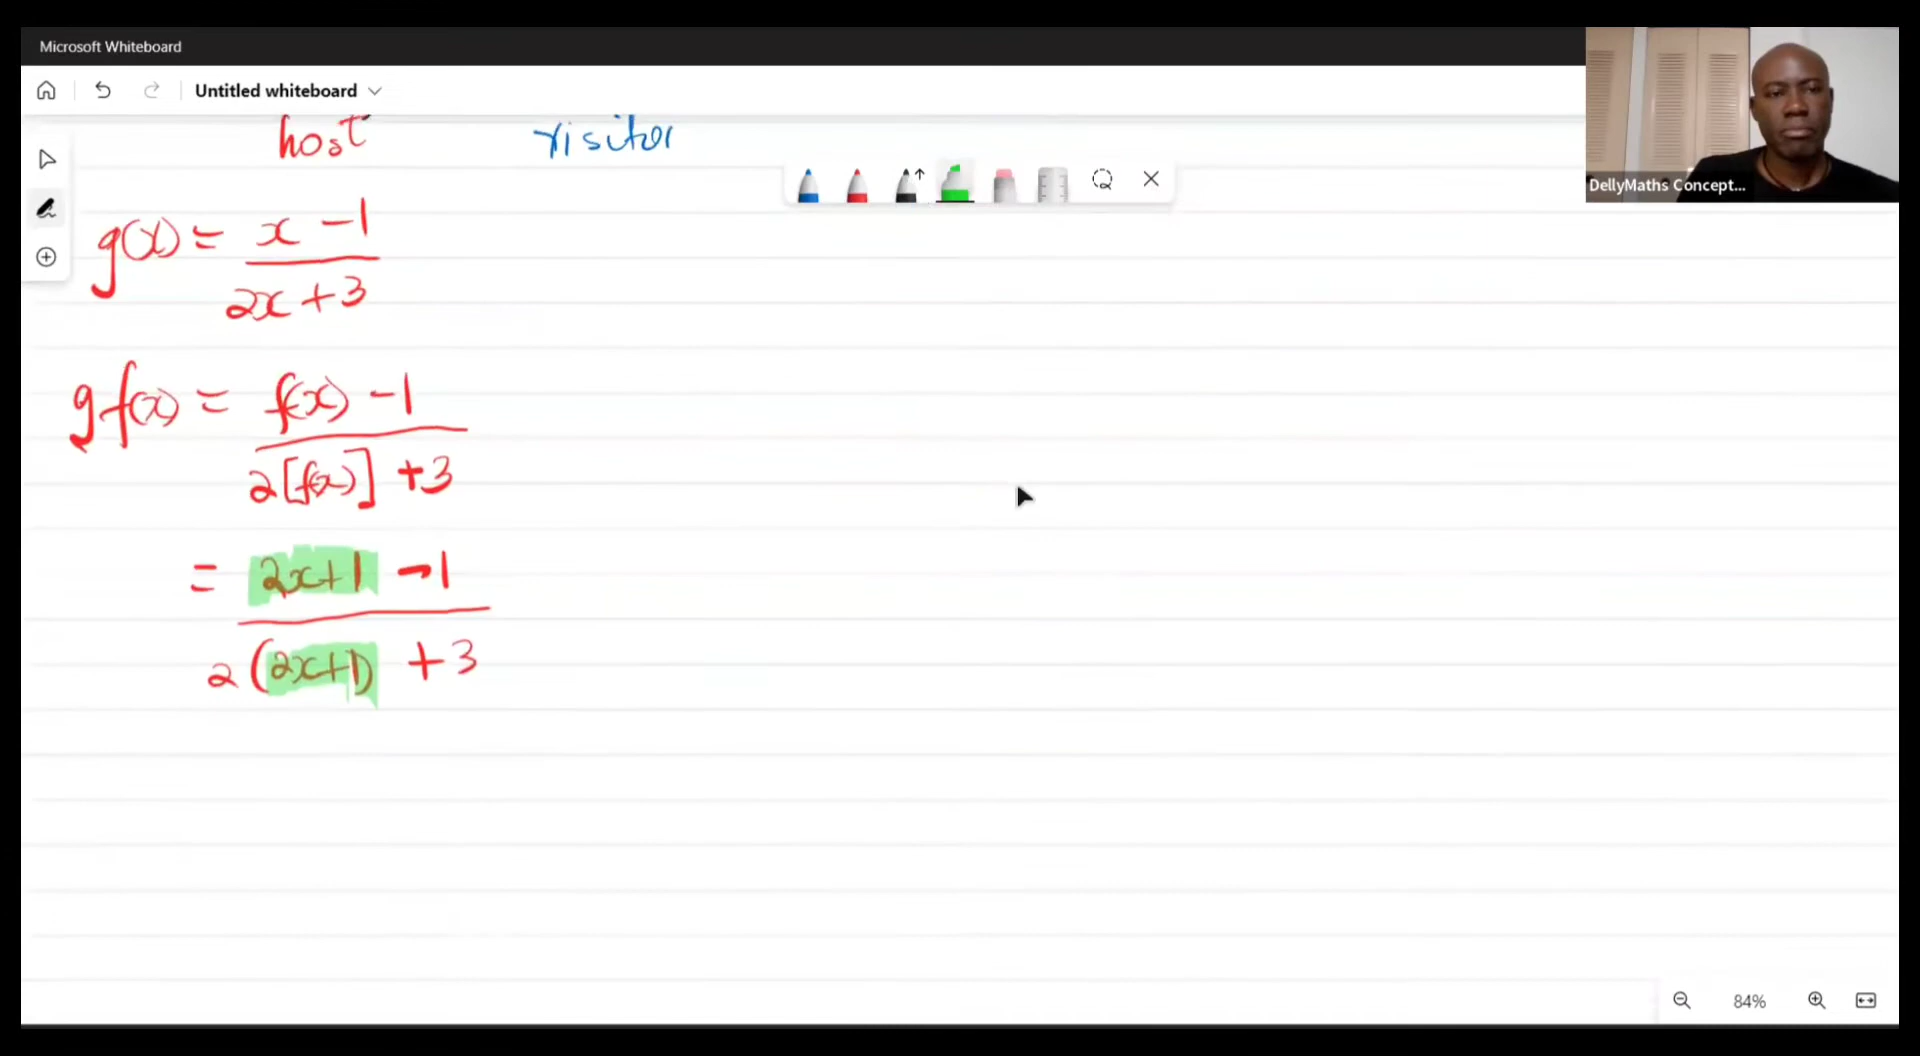 Microsoft Whiteboard
Untitled whiteboard
DellyMaths Concept...
host visitor
g(x) = x - 1
2x + 3
gf(x) = f(x) - 1
2[f(x)] + 3
= 2x+1 - 1
2(2x+1) + 3
84%